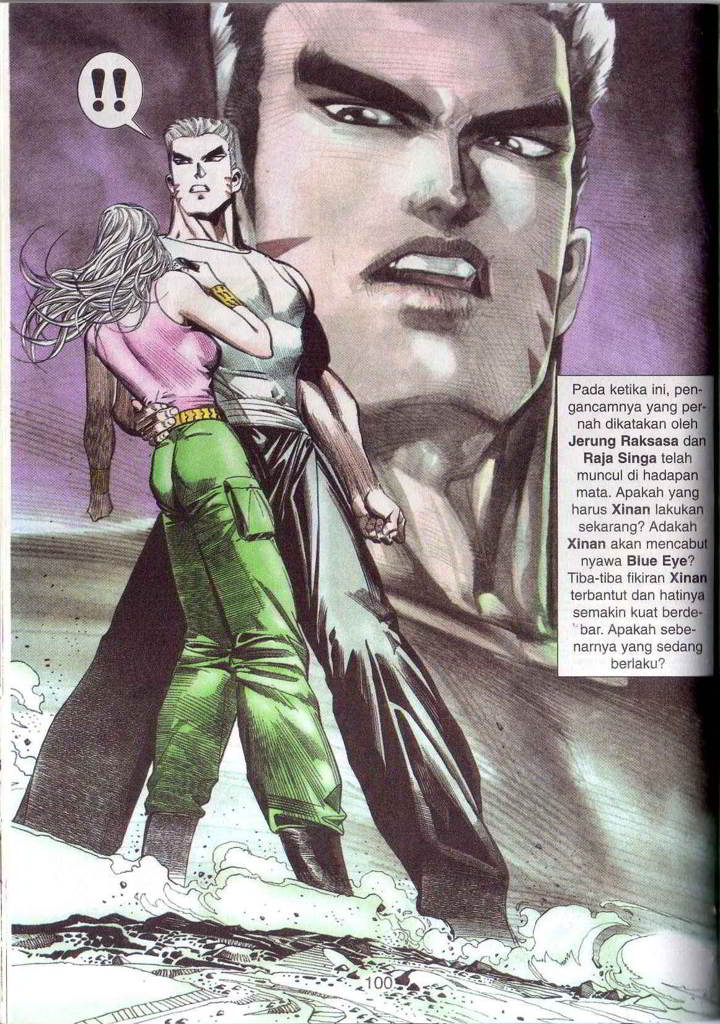 !!
Pada ketika ini, pen-
gancamnya yang per-
nah dikatakan oleh
Jerung Raksasa dan
Raja Singa telah
muncul di hadapan
mata. Apakah yang
harus Xinan lakukan
sekarang? Adakah
Xinan akan mencabut
nyawa Blue Eye?
Tiba-tiba fikiran Xinan
terbantut dan hatinya
semakin kuat berde-
bar. Apakah sebe-
narnya yang sedang
berlaku?
100